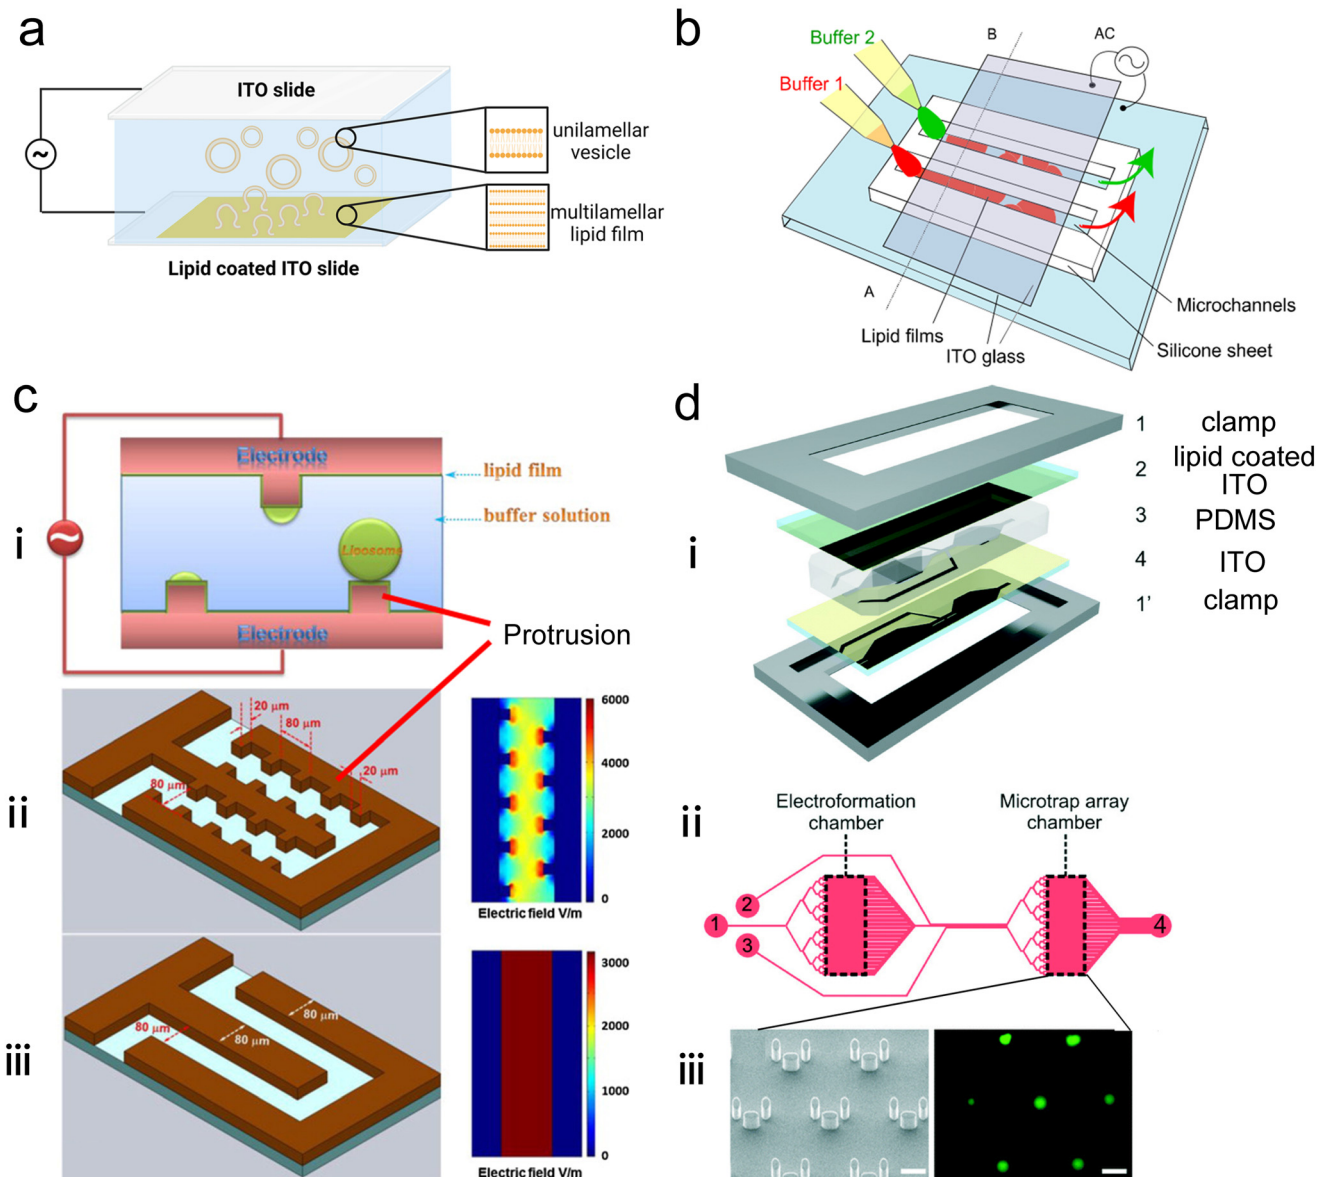 a
ITO slide
~
unilamellar
vesicle
multilamellar
lipid film
Lipid coated ITO slide
b
Buffer 2
Buffer 1
B
AC
A
Lipid films
ITO glass
Microchannels
Silicone sheet
c
i
Electrode
lipid film
buffer solution
Liposome
Electrode
Protrusion
ii
20 μm
80 μm
20 μm
80 μm
6000
4000
2000
0
Electric field V/m
iii
80 μm
80 μm
80 μm
3000
2000
1000
0
Electric field V/m
d
i
1 clamp
2 lipid coated
ITO
3 PDMS
4 ITO
1’ clamp
ii
Electroformation
chamber
Microtrap array
chamber
1
2
3
4
iii